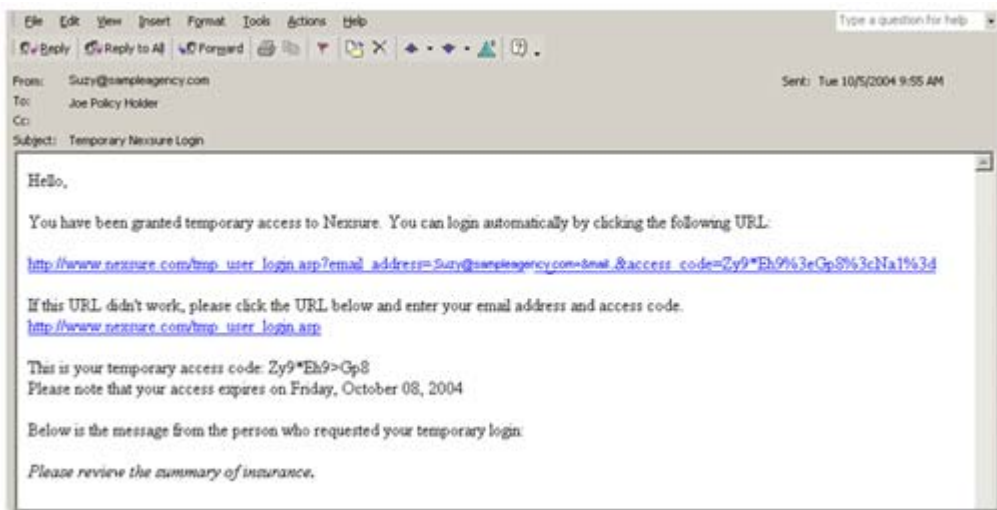 File Edit View Insert Format Tools Actions Help Type a question for help
Reply Reply to All Forward
From: Suzy@sampleagency.com Sent: Tue 10/5/2004 9:55 AM
To: Joe Policy Holder
Cc:
Subject: Temporary Nexsure Login
Hello,
You have been granted temporary access to Nexsure. You can login automatically by clicking the following URL:
http://www.nexsure.com/tmp_user_login.asp?email_address=Suzy@sampleagency.com&access_code=Zy9*Eh9%3eGp8%3cNa1%3d
If this URL didn't work, please click the URL below and enter your email address and access code.
http://www.nexsure.com/tmp_user_login.asp
This is your temporary access code: Zy9*Eh9>Gp8
Please note that your access expires on Friday, October 08, 2004
Below is the message from the person who requested your temporary login:
Please review the summary of insurance.